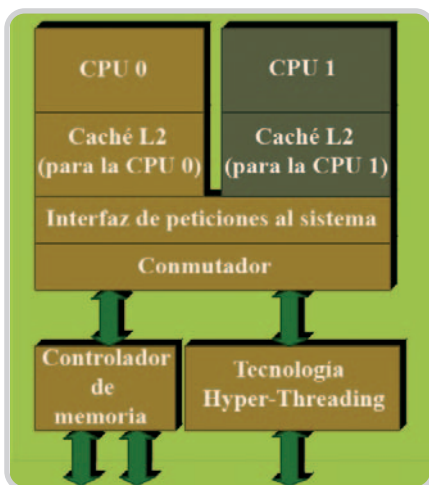 CPU 0
CPU 1
Caché L2
(para la CPU 0)
Caché L2
(para la CPU 1)
Interfaz de peticiones al sistema
Conmutador
Controlador
de
memoria
Tecnología
Hyper-Threading